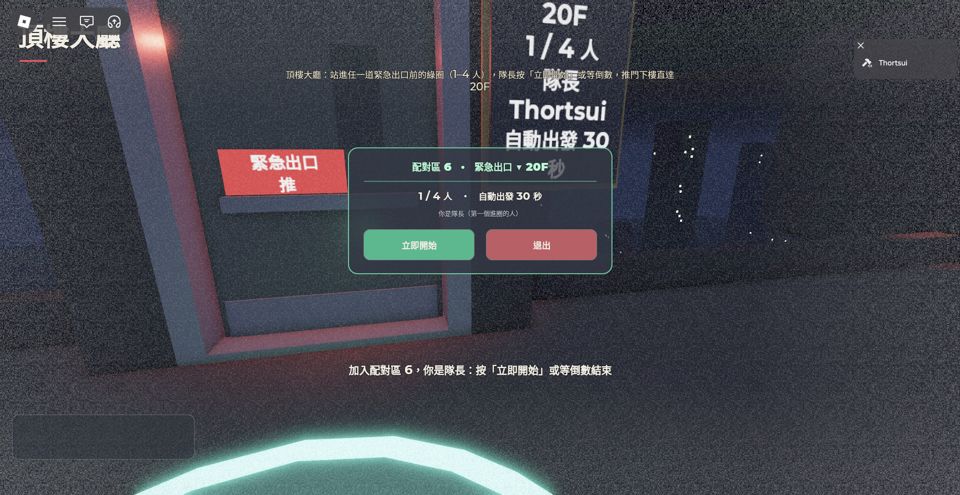 頂樓大廳
20F
1 / 4 人
隊長
Thortsui
自動出發 30
秒
Thortsui
頂樓大廳：站進任一道緊急出口前的綠圈（1–4 人），隊長按「立即開始」或等倒數，推門下樓直達
20F
緊急出口
推
配對區 6 • 緊急出口 ▼ 20F
1 / 4 人 • 自動出發 30 秒
你是隊長（第一個進圈的人）
立即開始
退出
加入配對區 6，你是隊長：按「立即開始」或等倒數結束